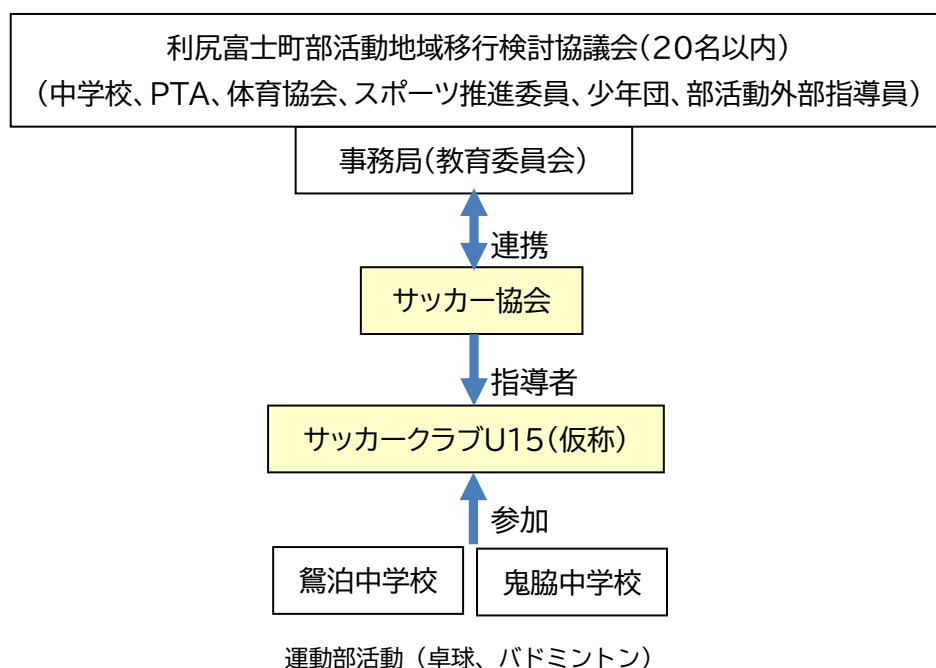 利尻富士町部活動地域移行検討協議会(20名以内)
(中学校、PTA、体育協会、スポーツ推進委員、少年団、部活動外部指導員)
事務局(教育委員会)
連携
サッカー協会
指導者
サッカークラブU15(仮称)
参加
鴛泊中学校 鬼脇中学校
運動部活動(卓球、バドミントン)